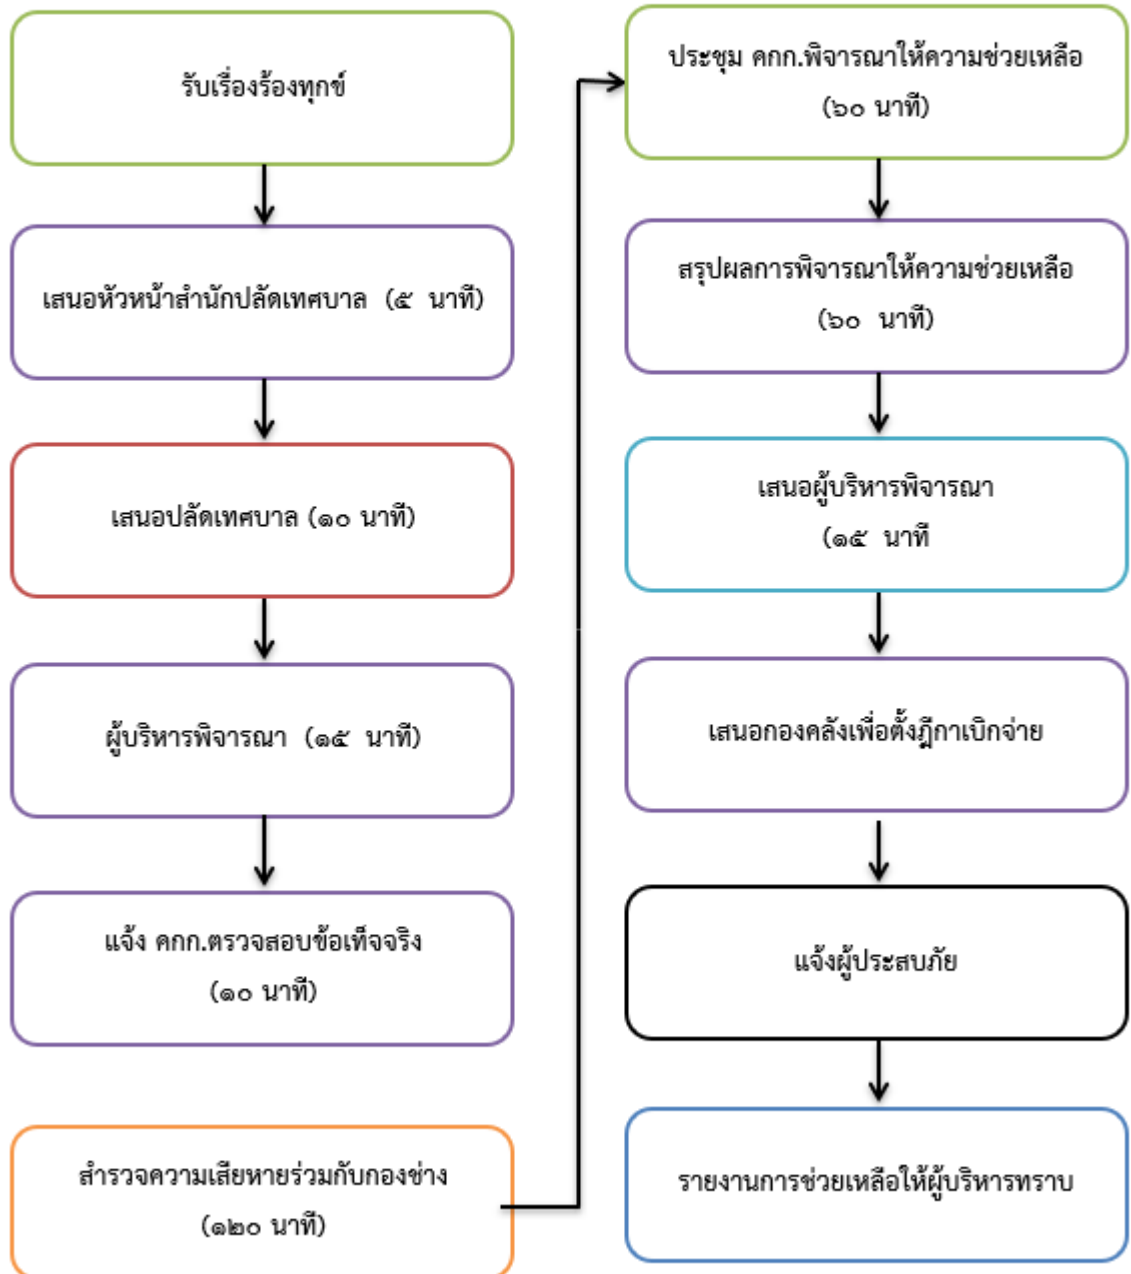 รับเรื่องร้องทุกข์
เสนอหัวหน้าสำนักปลัดเทศบาล (๕ นาที)
เสนอปลัดเทศบาล (๑๐ นาที)
ผู้บริหารพิจารณา (๑๕ นาที)
แจ้ง คกก.ตรวจสอบข้อเท็จจริง
(๑๐ นาที)
สำรวจความเสียหายร่วมกับกองช่าง
(๑๒๐ นาที)
ประชุม คกก.พิจารณาให้ความช่วยเหลือ
(๖๐ นาที)
สรุปผลการพิจารณาให้ความช่วยเหลือ
(๖๐ นาที)
เสนอผู้บริหารพิจารณา
(๑๕ นาที
เสนอกองคลังเพื่อตั้งฎีกาเบิกจ่าย
แจ้งผู้ประสบภัย
รายงานการช่วยเหลือให้ผู้บริหารทราบ